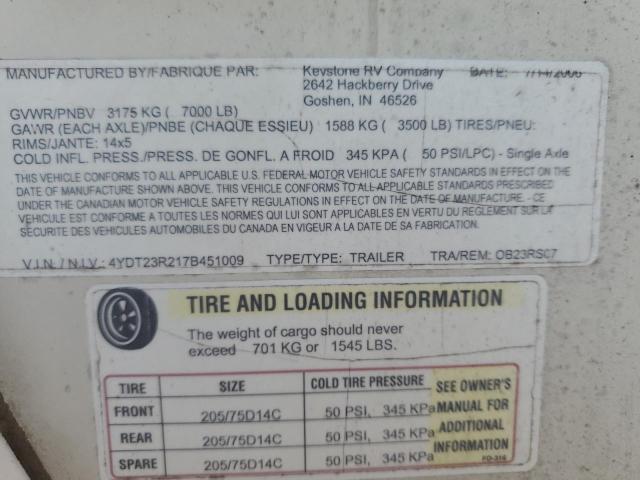 MANUFACTURED BY/FABRIQUE PAR: Keystone RV Company DATE: 7/14/2006
2642 Hackberry Drive
Goshen, IN 46526
GVWR/PNBV 3175 KG ( 7000 LB)
GAWR (EACH AXLE)/PNBE (CHAQUE ESSIEU) 1588 KG ( 3500 LB) TIRES/PNEU:
RIMS/JANTE: 14x5
COLD INFL. PRESS./PRESS. DE GONFL. A FROID 345 KPA ( 50 PSI/LPC) - Single Axle
THIS VEHICLE CONFORMS TO ALL APPLICABLE U.S. FEDERAL MOTOR VEHICLE SAFETY STANDARDS IN EFFECT ON THE
DATE OF MANUFACTURE SHOWN ABOVE. THIS VEHICLE CONFORMS TO ALL APPLICABLE STANDARDS PRESCRIBED
UNDER THE CANADIAN MOTOR VEHICLE SAFETY REGULATIONS IN EFFECT ON THE DATE OF MANUFACTURE. - CE
VEHICULE EST CONFORME A TOUTES LES NORMES QUI LUI SONT APPLICABLES EN VERTU DU REGLEMENT SUR LA
SECURITE DES VEHICULES AUTOMOBILES DU CANADA EN VIGEUR A LA DATE DE SA FABRICATION.
V.I.N. / N.I.V.: 4YDT23R217B451009 TYPE/TYPE: TRAILER TRA/REM: OB23RSC7
TIRE AND LOADING INFORMATION
The weight of cargo should never
exceed 701 KG or 1545 LBS.
TIRE SIZE COLD TIRE PRESSURE SEE OWNER'S
FRONT 205/75D14C 50 PSI, 345 KPa MANUAL FOR
REAR 205/75D14C 50 PSI, 345 KPa ADDITIONAL
INFORMATION
SPARE 205/75D14C 50 PSI, 345 KPa FO-316